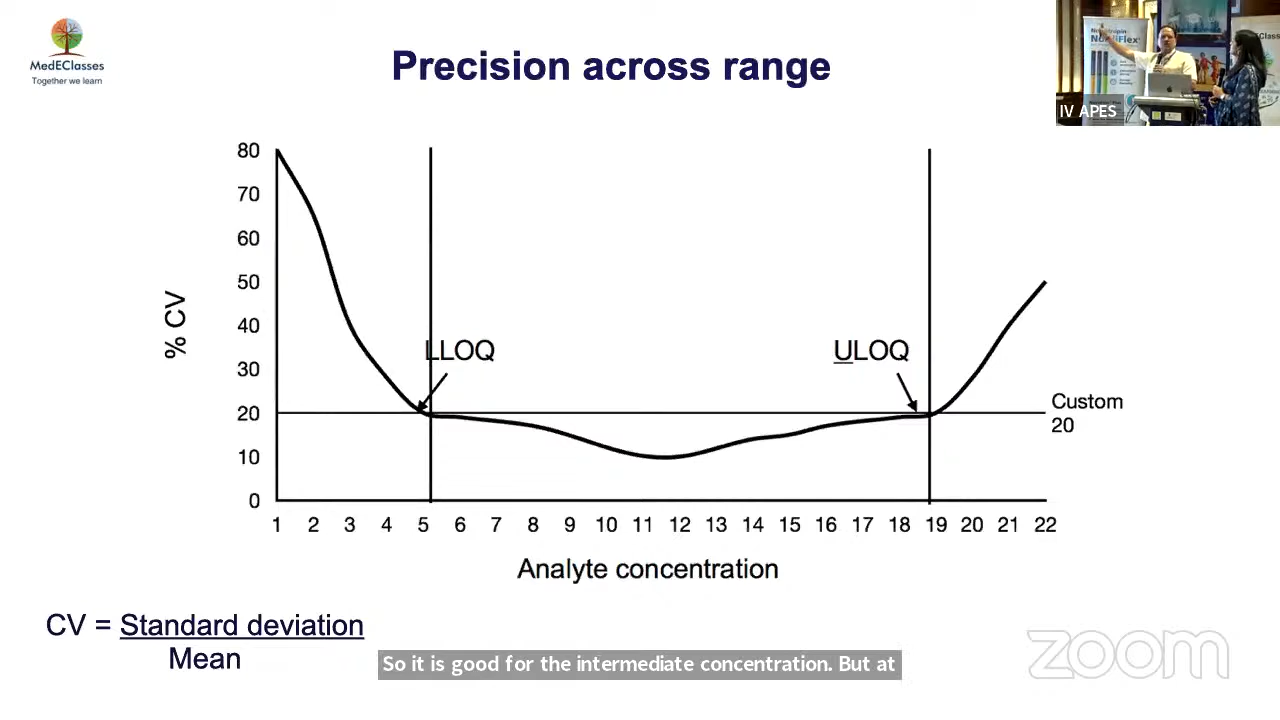 MedEClasses
Together we learn
Precision across range
IV APES
80
70
60
50
40
30
20
10
0
% CV
LLOQ
ULOQ
Custom
20
1 2 3 4 5 6 7 8 9 10 11 12 13 14 15 16 17 18 19 20 21 22
Analyte concentration
CV = Standard deviation
Mean
So it is good for the intermediate concentration. But at
zoom